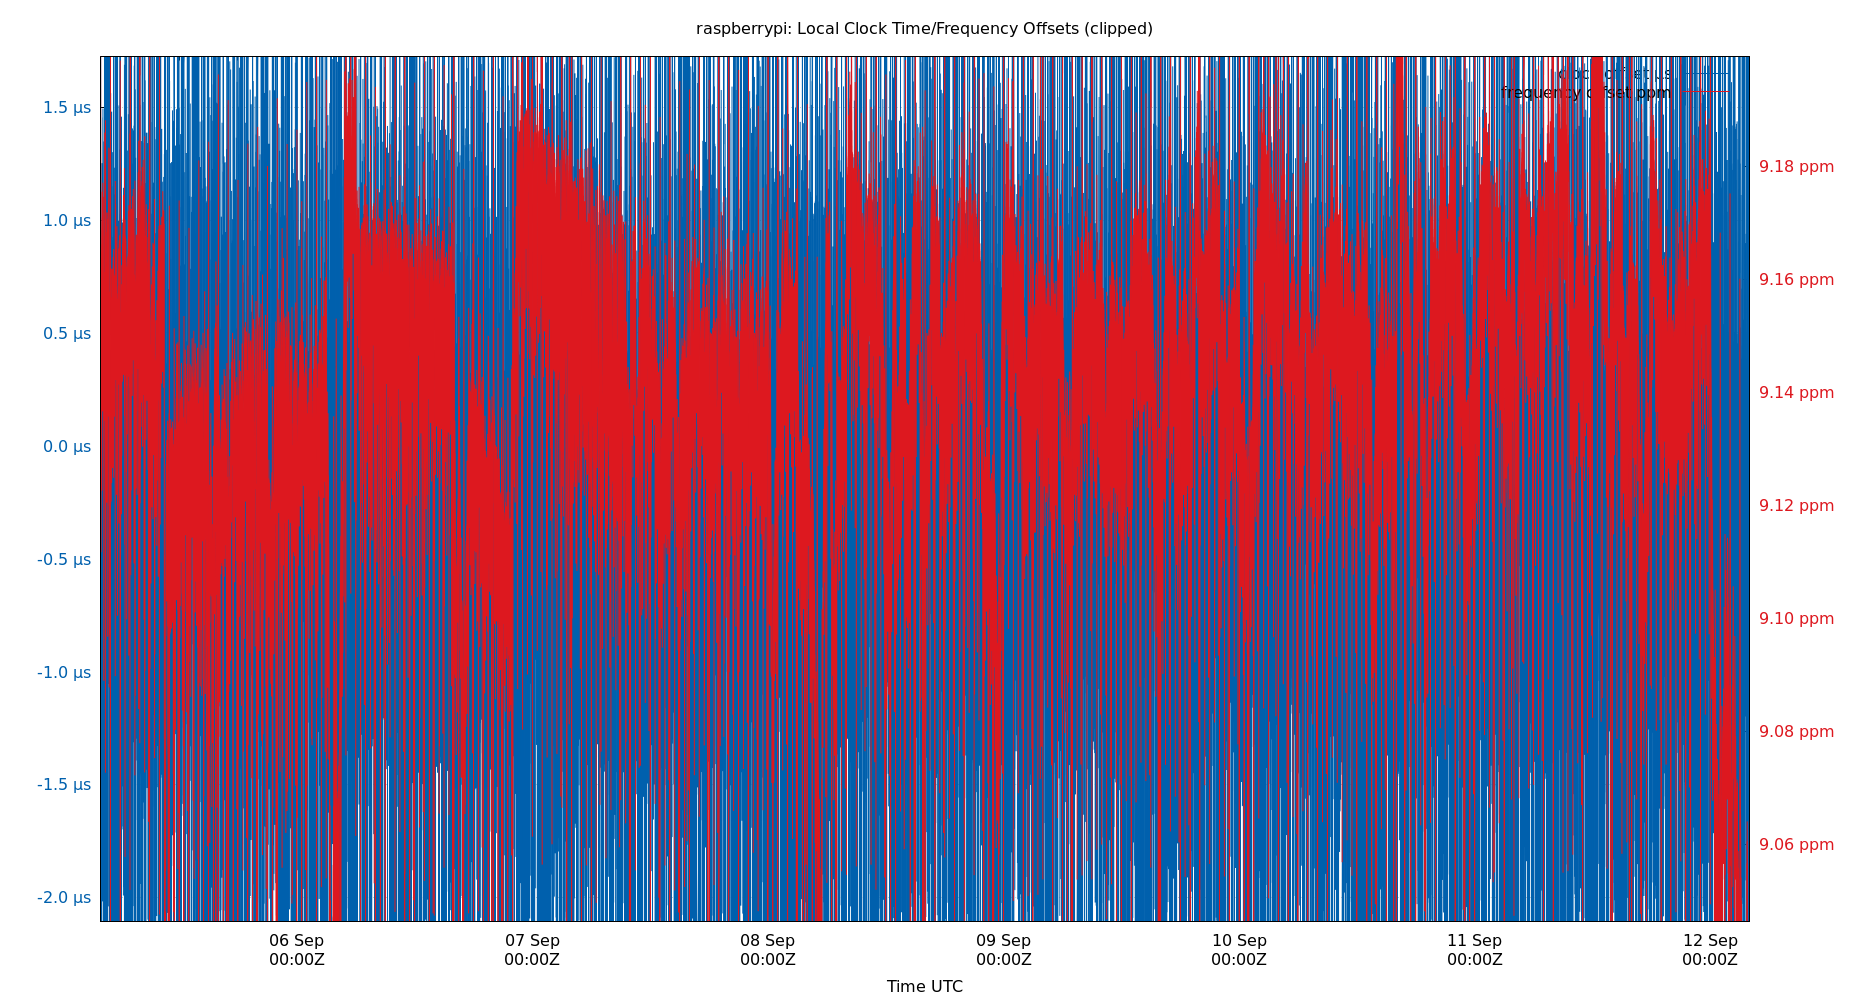 raspberrypi: Local Clock Time/Frequency Offsets (clipped)
clock offset µs
frequency offset ppm
1.5 µs
1.0 µs
0.5 µs
0.0 µs
-0.5 µs
-1.0 µs
-1.5 µs
-2.0 µs
9.18 ppm
9.16 ppm
9.14 ppm
9.12 ppm
9.10 ppm
9.08 ppm
9.06 ppm
06 Sep
00:00Z
07 Sep
00:00Z
08 Sep
00:00Z
09 Sep
00:00Z
10 Sep
00:00Z
11 Sep
00:00Z
12 Sep
00:00Z
Time UTC